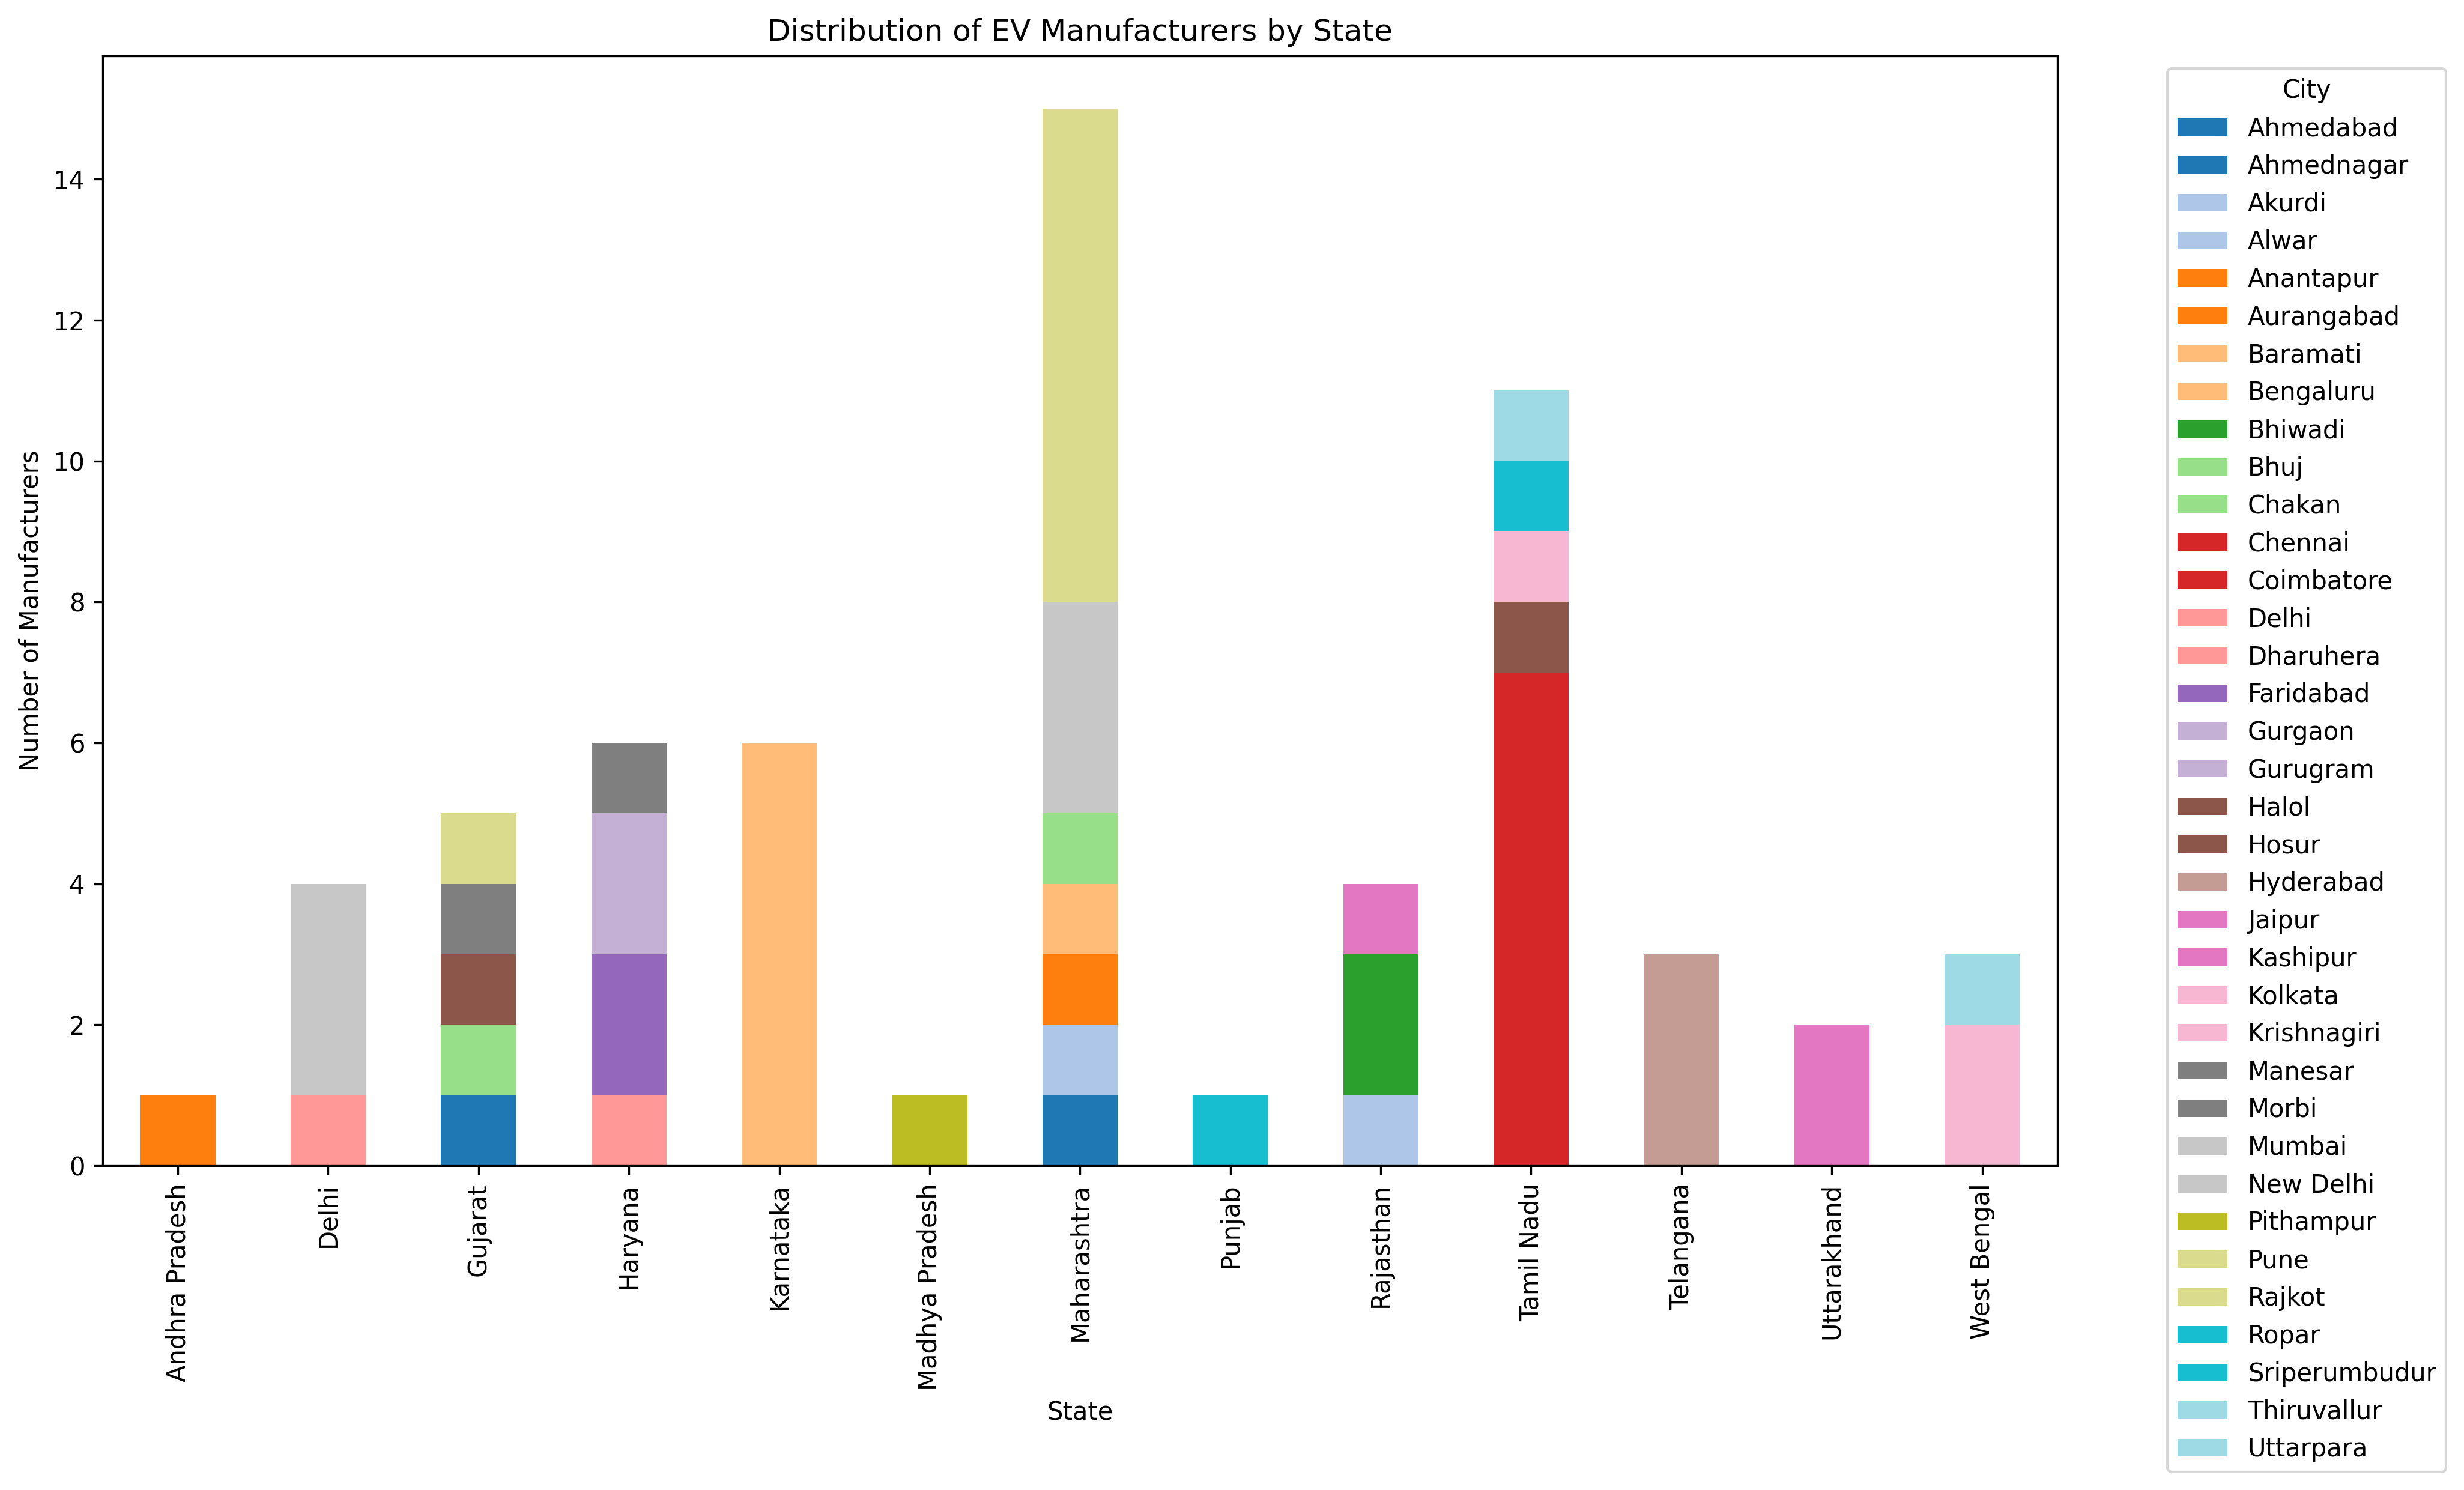 Distribution of EV Manufacturers by State
Number of Manufacturers
14
12
10
8
6
4
2
0
Andhra Pradesh
Delhi
Gujarat
Haryana
Karnataka
Madhya Pradesh
Maharashtra
Punjab
Rajasthan
Tamil Nadu
Telangana
Uttarakhand
West Bengal
State
City
Ahmedabad
Ahmednagar
Akurdi
Alwar
Anantapur
Aurangabad
Baramati
Bengaluru
Bhiwadi
Bhuj
Chakan
Chennai
Coimbatore
Delhi
Dharuhera
Faridabad
Gurgaon
Gurugram
Halol
Hosur
Hyderabad
Jaipur
Kashipur
Kolkata
Krishnagiri
Manesar
Morbi
Mumbai
New Delhi
Pithampur
Pune
Rajkot
Ropar
Sriperumbudur
Thiruvallur
Uttarpara